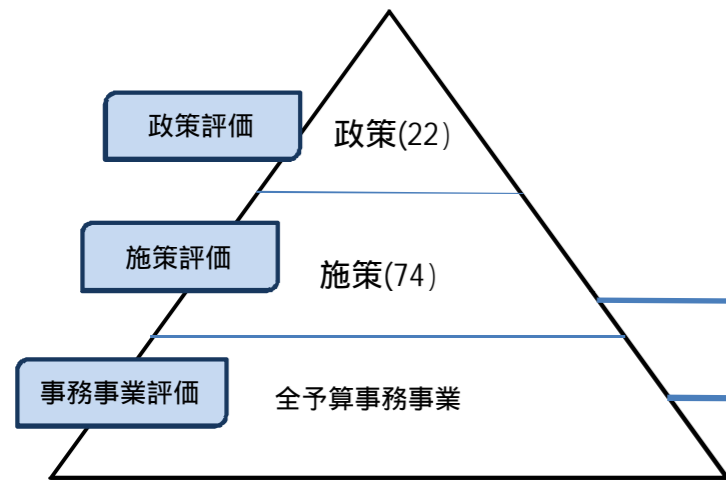 政策評価
政策(22)
施策評価
施策(74)
事務事業評価
全予算事務事業